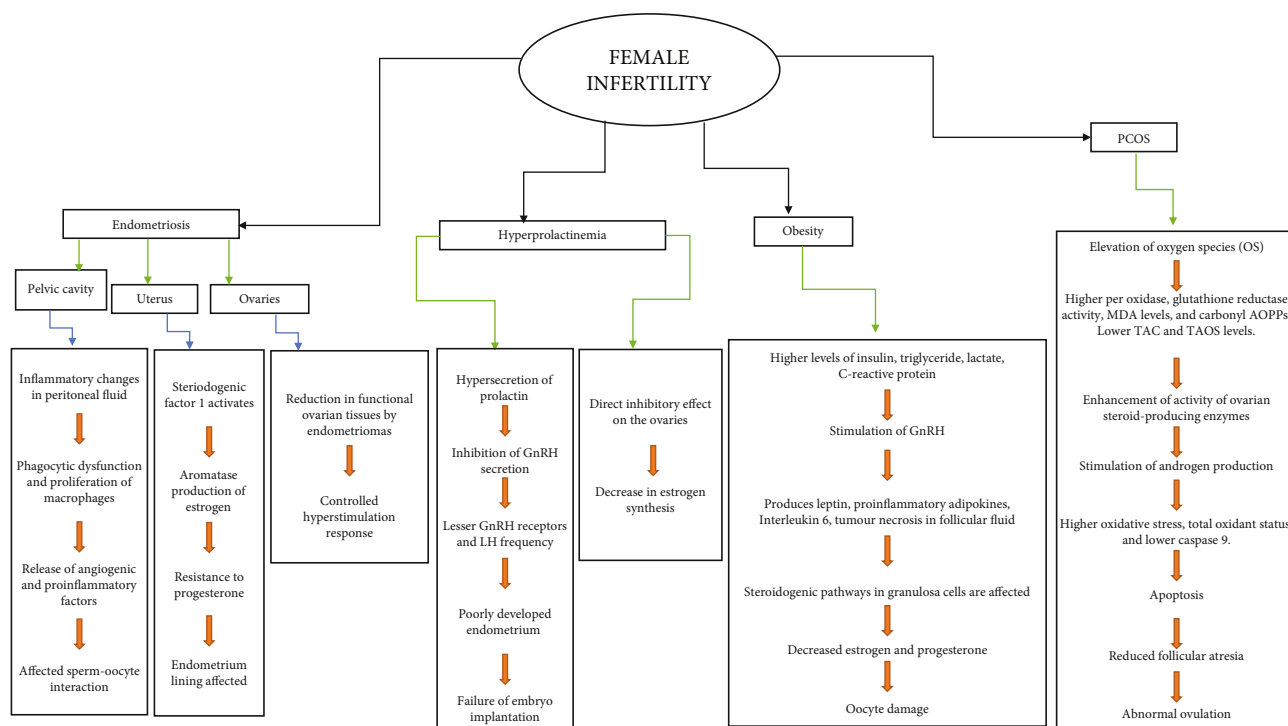 FEMALE
INFERTILITY
PCOS
Endometriosis
Hyperprolactinemia
Obesity
Pelvic cavity
Uterus
Ovaries
Inflammatory changes
in peritoneal fluid
Phagocytic dysfunction
and proliferation of
macrophages
Release of angiogenic
and proinflammatory
factors
Affected sperm-oocyte
interaction
Steriodogenic
factor 1 activates
Aromatase
production of
estrogen
Resistance to
progesterone
Endometrium
lining affected
Reduction in functional
ovarian tissues by
endometriomas
Controlled
hyperstimulation
response
Hypersecretion of
prolactin
Inhibition of GnRH
secretion
Lesser GnRH receptors
and LH frequency
Poorly developed
endometrium
Failure of embryo
implantation
Direct inhibitory effect
on the ovaries
Decrease in estrogen
synthesis
Higher levels of insulin, triglyceride, lactate,
C-reactive protein
Stimulation of GnRH
Produces leptin, proinflammatory adipokines,
Interleukin 6, tumour necrosis in follicular fluid
Steroidogenic pathways in granulosa cells are affected
Decreased estrogen and progesterone
Oocyte damage
Elevation of oxygen species (OS)
Higher per oxidase, glutathione reductase
activity, MDA levels, and carbonyl AOPPs
Lower TAC and TAOS levels.
Enhancement of activity of ovarian
steroid-producing enzymes
Stimulation of androgen production
Higher oxidative stress, total oxidant status
and lower caspase 9.
Apoptosis
Reduced follicular atresia
Abnormal ovulation